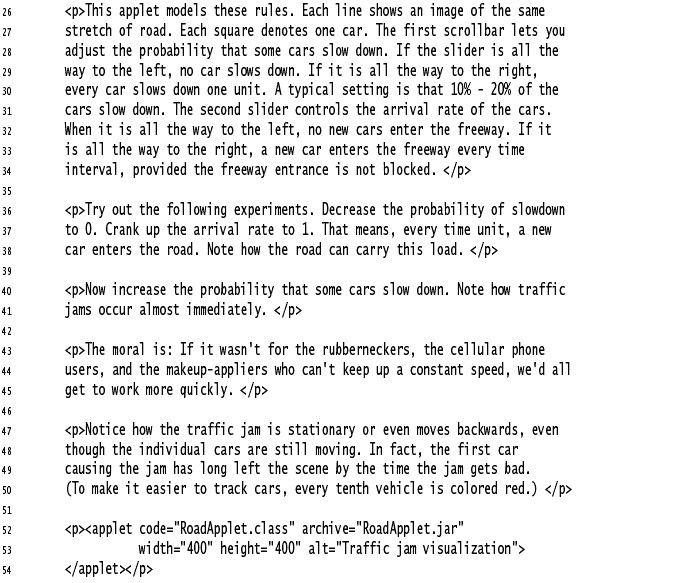 26 <p>This applet models these rules. Each line shows an image of the same
27 stretch of road. Each square denotes one car. The first scrollbar lets you
28 adjust the probability that some cars slow down. If the slider is all the
29 way to the left, no car slows down. If it is all the way to the right,
30 every car slows down one unit. A typical setting is that 10% - 20% of the
31 cars slow down. The second slider controls the arrival rate of the cars.
32 When it is all the way to the left, no new cars enter the freeway. If it
33 is all the way to the right, a new car enters the freeway every time
34 interval, provided the freeway entrance is not blocked. </p>
35
36 <p>Try out the following experiments. Decrease the probability of slowdown
37 to 0. Crank up the arrival rate to 1. That means, every time unit, a new
38 car enters the road. Note how the road can carry this load. </p>
39
40 <p>Now increase the probability that some cars slow down. Note how traffic
41 jams occur almost immediately. </p>
42
43 <p>The moral is: If it wasn't for the rubberneckers, the cellular phone
44 users, and the makeup-appliers who can't keep up a constant speed, we'd all
45 get to work more quickly. </p>
46
47 <p>Notice how the traffic jam is stationary or even moves backwards, even
48 though the individual cars are still moving. In fact, the first car
49 causing the jam has long left the scene by the time the jam gets bad.
50 (To make it easier to track cars, every tenth vehicle is colored red.) </p>
51
52 <p><applet code="RoadApplet.class" archive="RoadApplet.jar"
53 width="400" height="400" alt="Traffic jam visualization">
54 </applet></p>